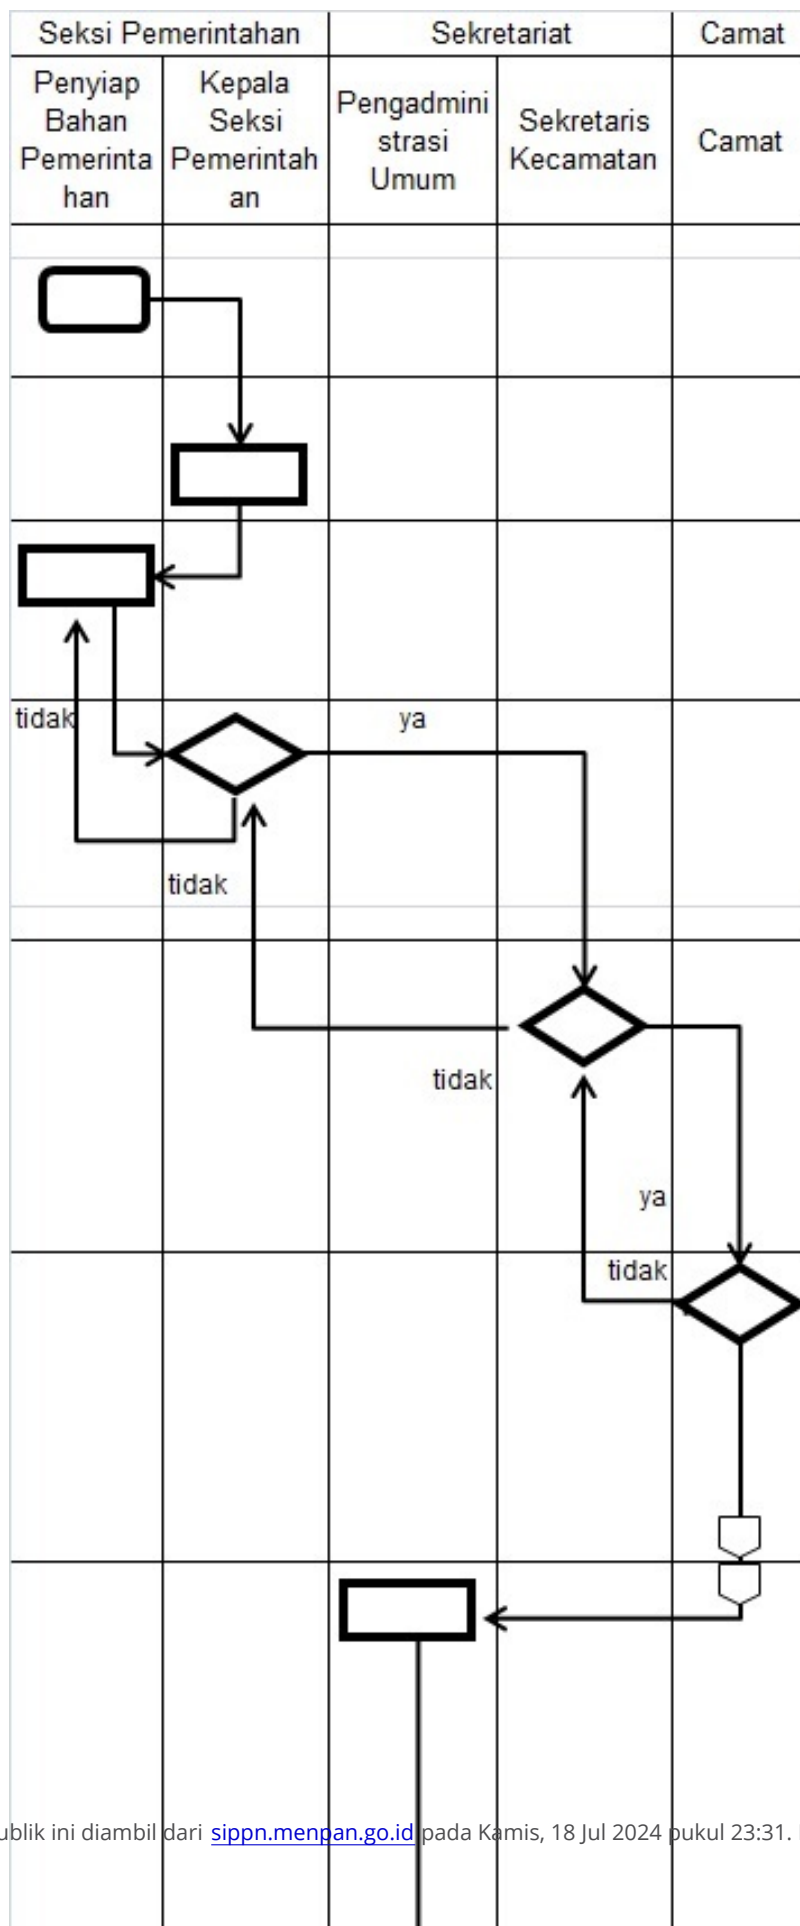 Seksi Pemerintahan
Sekretariat
Camat
Penyiap
Bahan
Pemerinta
han
Kepala
Seksi
Pemerintah
an
Pengadmini
strasi
Umum
Sekretaris
Kecamatan
Camat
tidak
ya
tidak
tidak
ya
tidak
ublik ini diambil dari sippn.menpan.go.id pada Kamis, 18 Jul 2024 pukul 23:31.